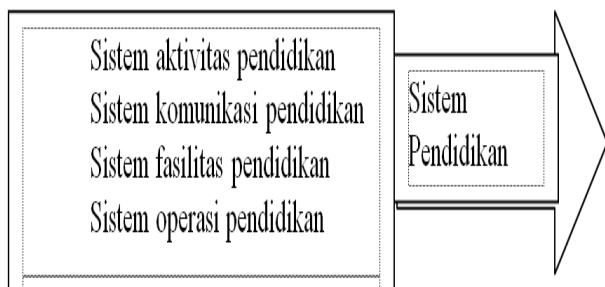 Sistem aktivitas pendidikan
Sistem komunikasi pendidikan
Sistem fasilitas pendidikan
Sistem operasi pendidikan
Sistem
Pendidikan